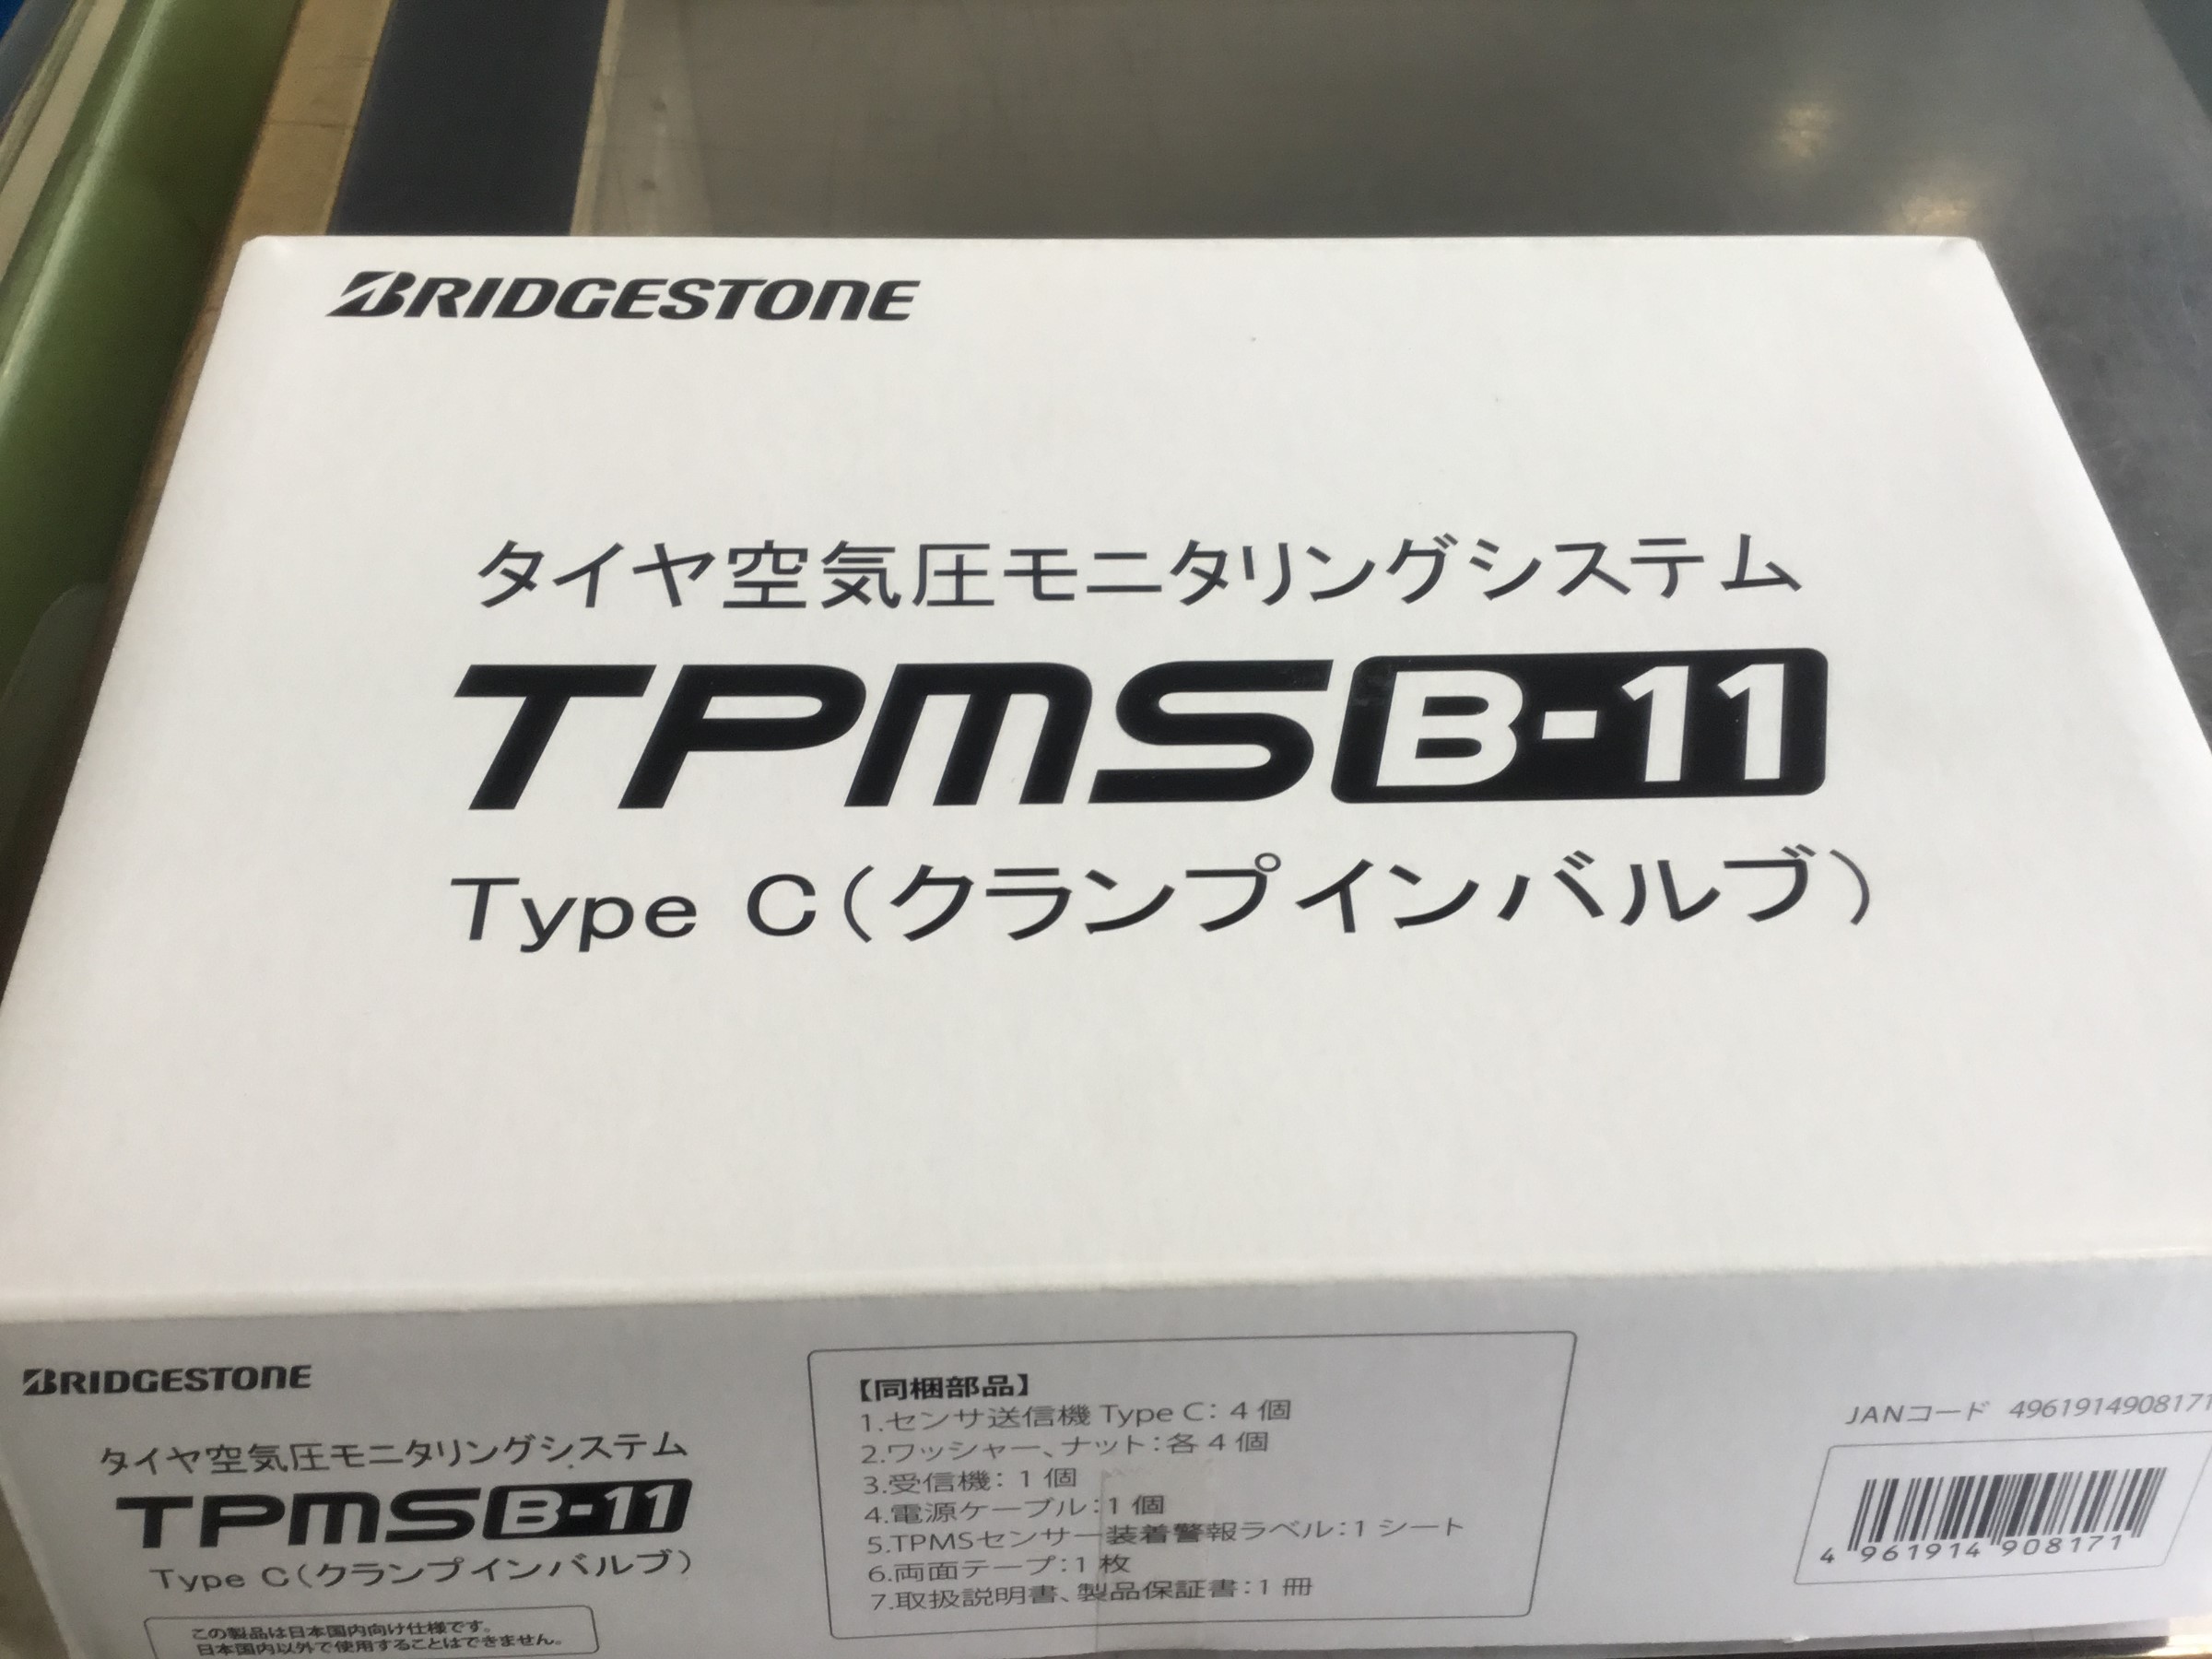 BRIDGESTONE
タイヤ空気圧モニタリングシステム
TPMS B-11
Type C(クランプインバルブ)
BRIDGESTONE
タイヤ空気圧モニタリングシステム
TPMS B-11
Type C(クランプインバルブ)
この製品は日本国内向け仕様です。
日本国内以外で使用することはできません。
【同梱部品】
1.センサ送信機 Type C: 4 個
2.ワッシャー、ナット:各 4 個
3.受信機: 1 個
4.電源ケーブル:1 個
5.TPMSセンサー装着警報ラベル:1 シート
6.両面テープ:1 枚
7.取扱説明書、製品保証書:1 冊
JANコード 4961914908171
4 961914 908171